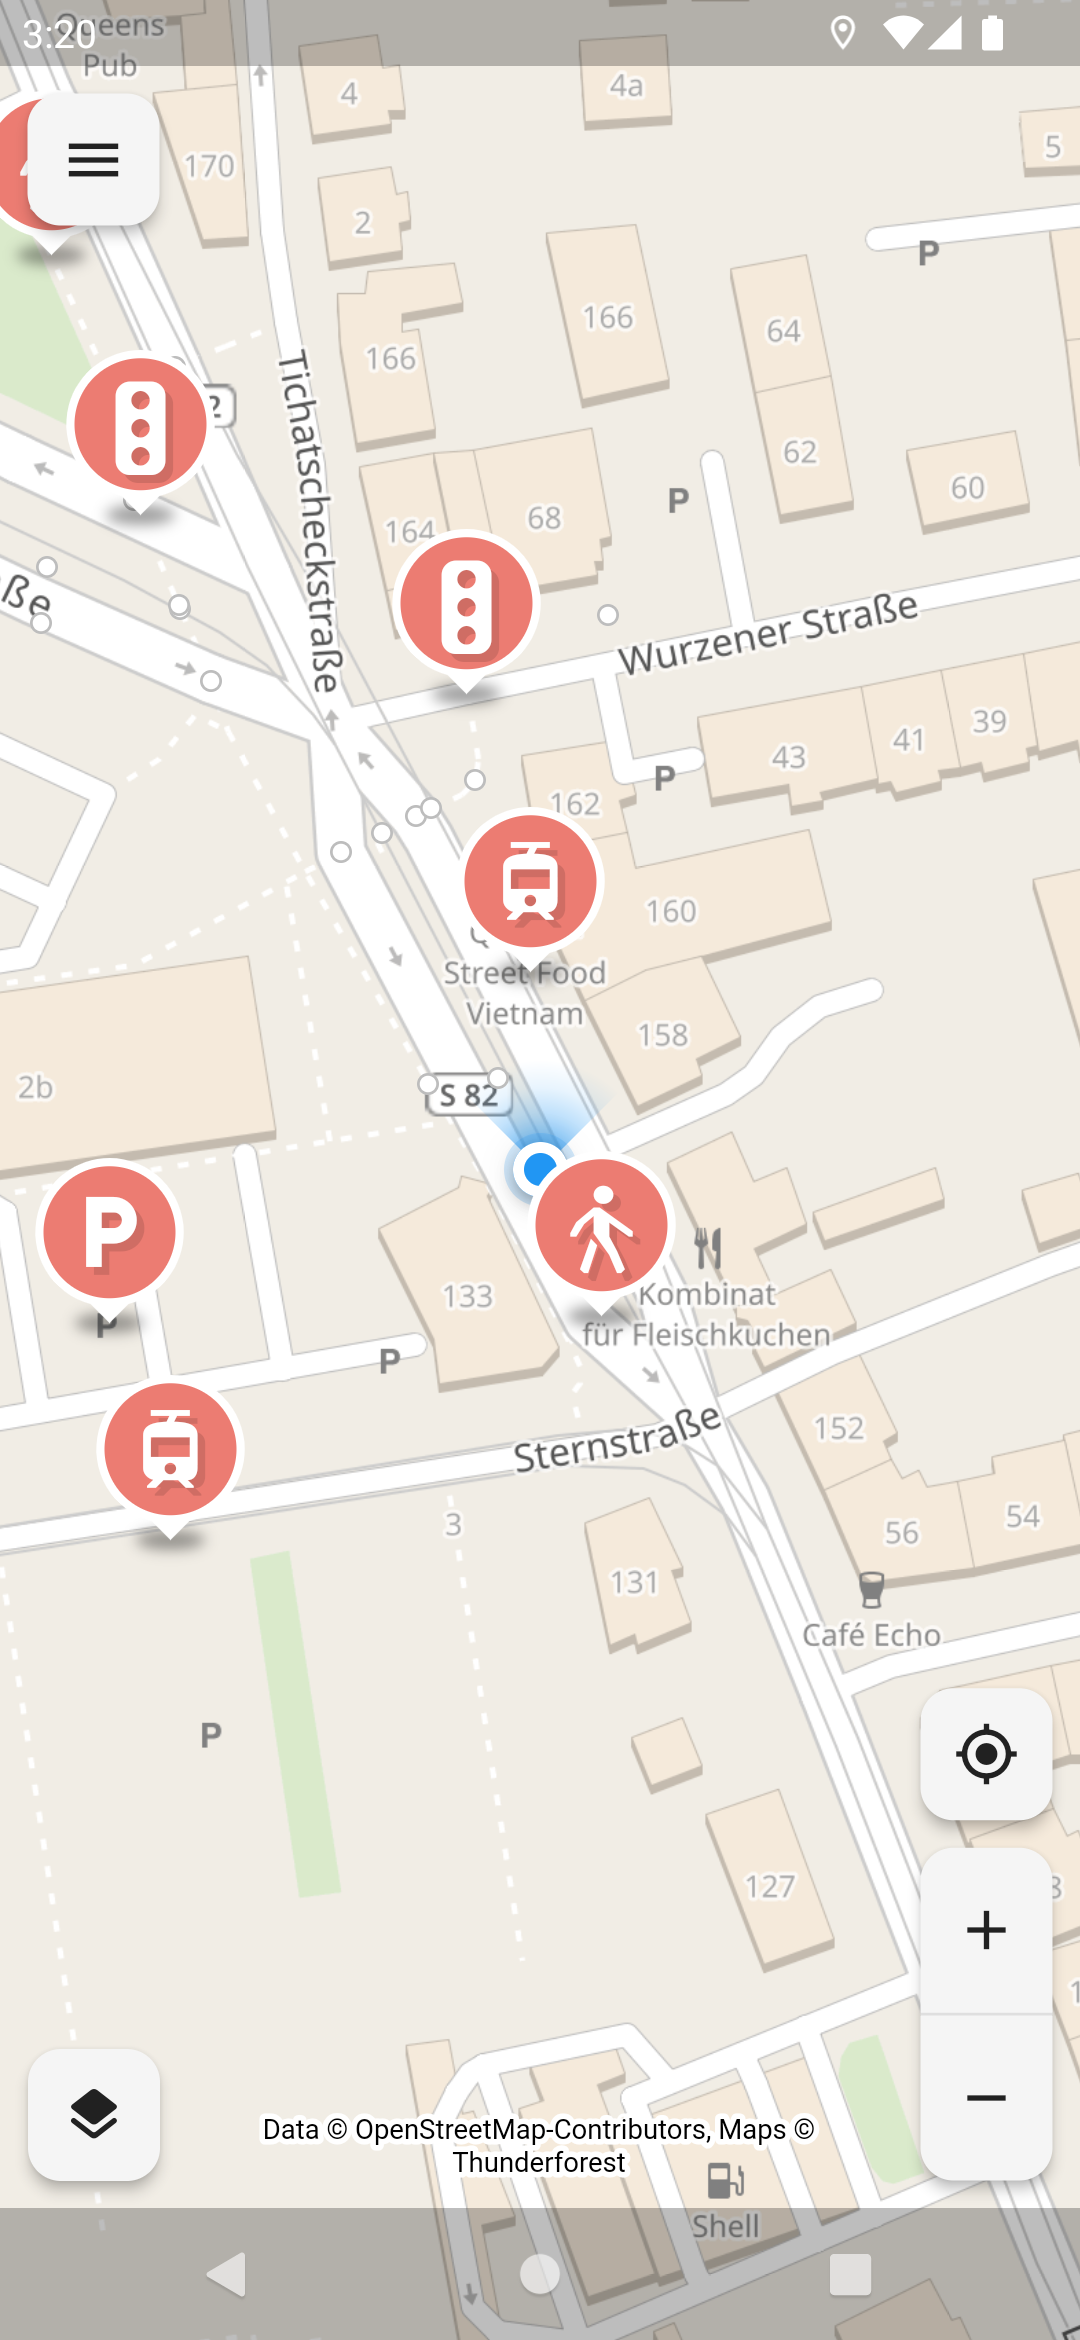 3:20
Queens
Pub
4
4a
5
170
2
P
166
64
166
Tichatscheckstraße
62
60
P
68
164
Wurzener Straße
ße
39
41
43
P
162
160
Street Food
Vietnam
158
2b
S 82
P
133
Kombinat
für Fleischkuchen
P
P
152
Sternstraße
3
54
56
131
Café Echo
P
127
Data © OpenStreetMap-Contributors, Maps ©
Thunderforest
Shell